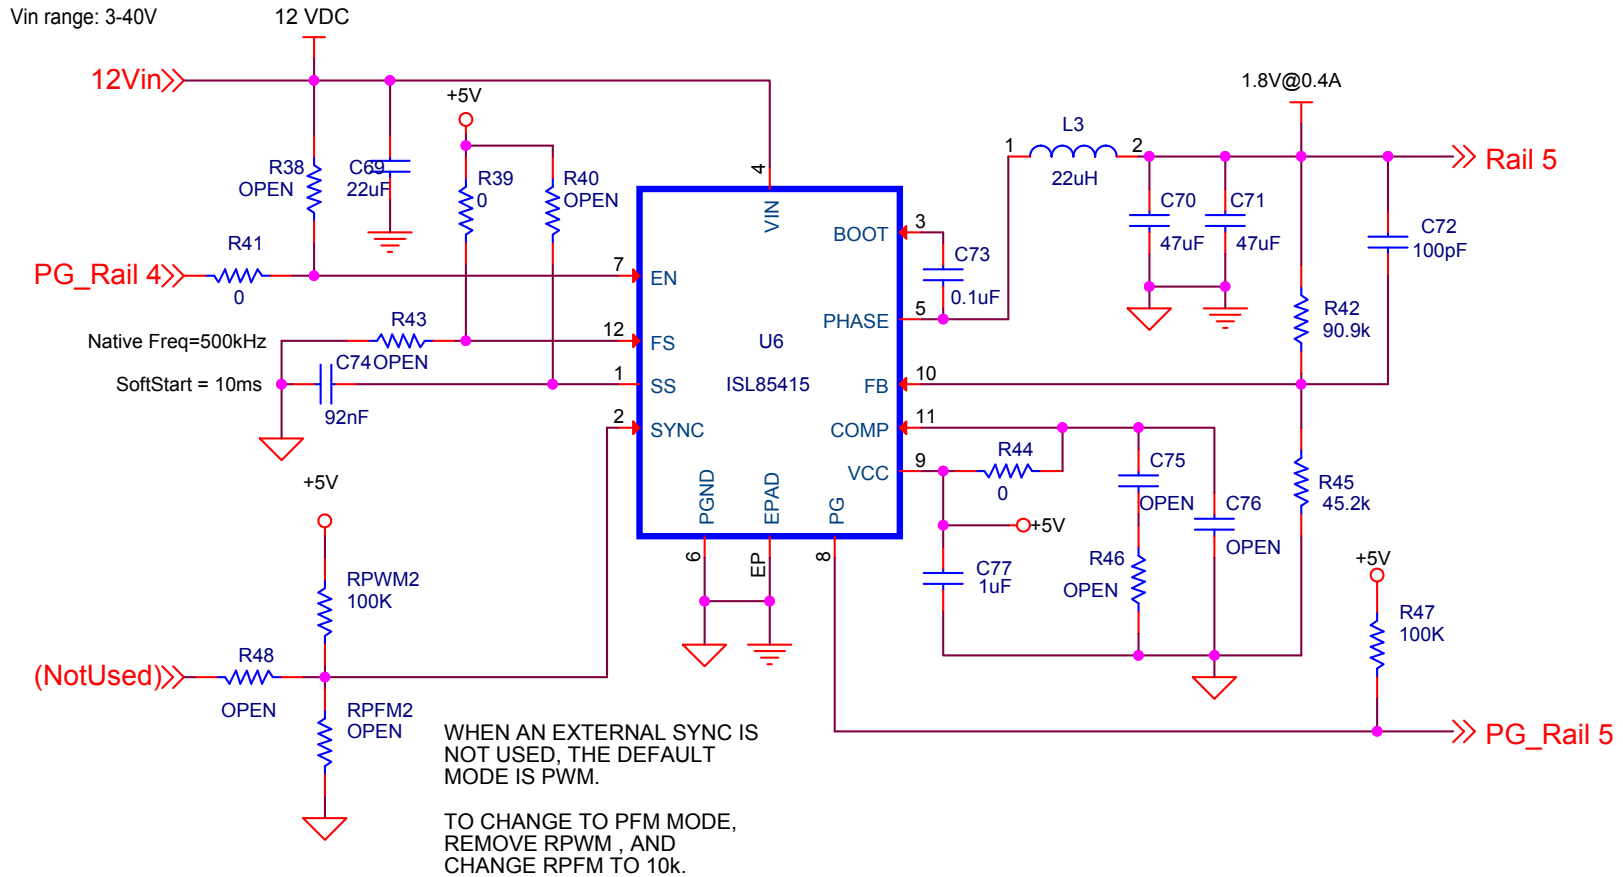 Vin range: 3-40V
12 VDC
12Vin
+5V
1.8V@0.4A
L3
1
2
22uH
Rail 5
R38
OPEN
C69
22uF
R39
0
R40
OPEN
4
VIN
C70
47uF
C71
47uF
C72
100pF
BOOT
3
C73
0.1uF
R41
0
PG_Rail 4
7
EN
PHASE
5
R42
90.9k
R43
OPEN
Native Freq=500kHz
12
FS
U6
ISL85415
C74
92nF
SoftStart = 10ms
1
SS
FB
10
2
SYNC
COMP
11
VCC
9
R44
0
C75
OPEN
C76
OPEN
R45
45.2k
+5V
PGND
EPAD
PG
6
EP
8
+5V
C77
1uF
R46
OPEN
+5V
R47
100K
RPWM2
100K
(NotUsed)
R48
OPEN
RPFM2
OPEN
PG_Rail 5
WHEN AN EXTERNAL SYNC IS
NOT USED, THE DEFAULT
MODE IS PWM.
TO CHANGE TO PFM MODE,
REMOVE RPWM , AND
CHANGE RPFM TO 10k.